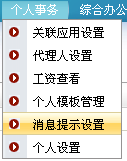 个人事务 综合办公
关联应用设置
代理人设置
工资查看
个人模板管理
消息提示设置
个人设置